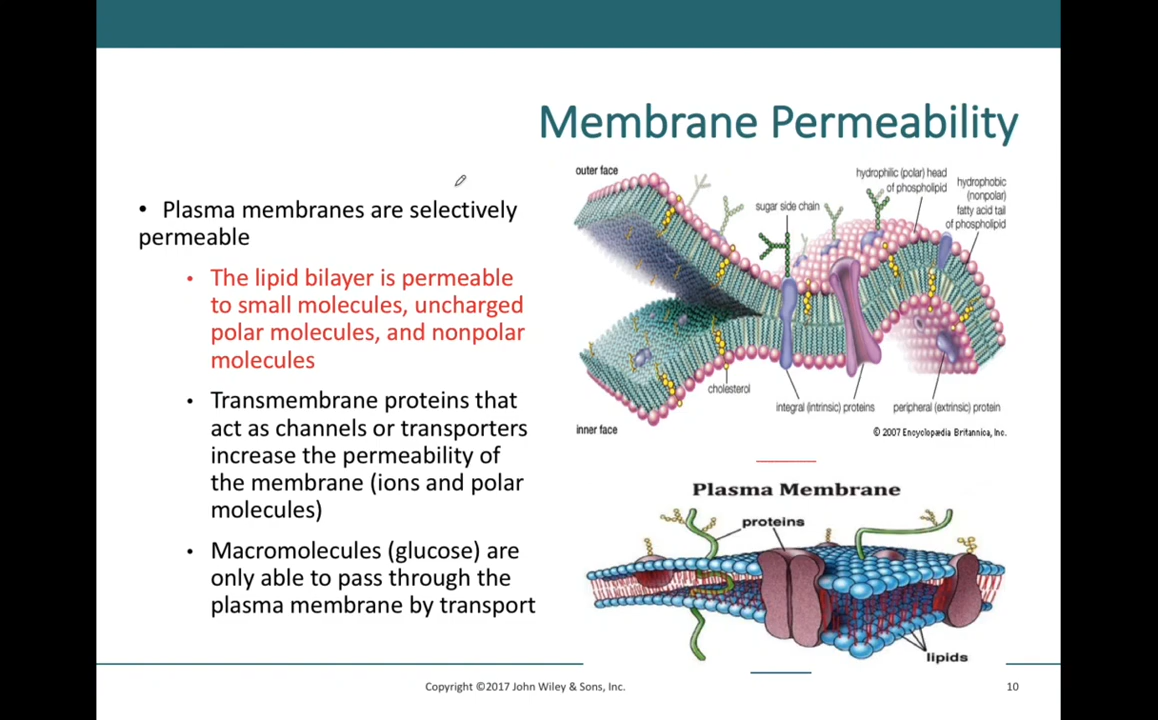 Membrane Permeability
• Plasma membranes are selectively
permeable
• The lipid bilayer is permeable
to small molecules, uncharged
polar molecules, and nonpolar
molecules
• Transmembrane proteins that
act as channels or transporters
increase the permeability of
the membrane (ions and polar
molecules)
• Macromolecules (glucose) are
only able to pass through the
plasma membrane by transport
outer face
hydrophilic (polar) head
of phospholipid
hydrophobic
(nonpolar)
fatty acid tail
of phospholipid
sugar side chain
cholesterol
integral (intrinsic) proteins
peripheral (extrinsic) protein
inner face
© 2007 Encyclopædia Britannica, Inc.
Plasma Membrane
proteins
lipids
Copyright ©2017 John Wiley & Sons, Inc.
10